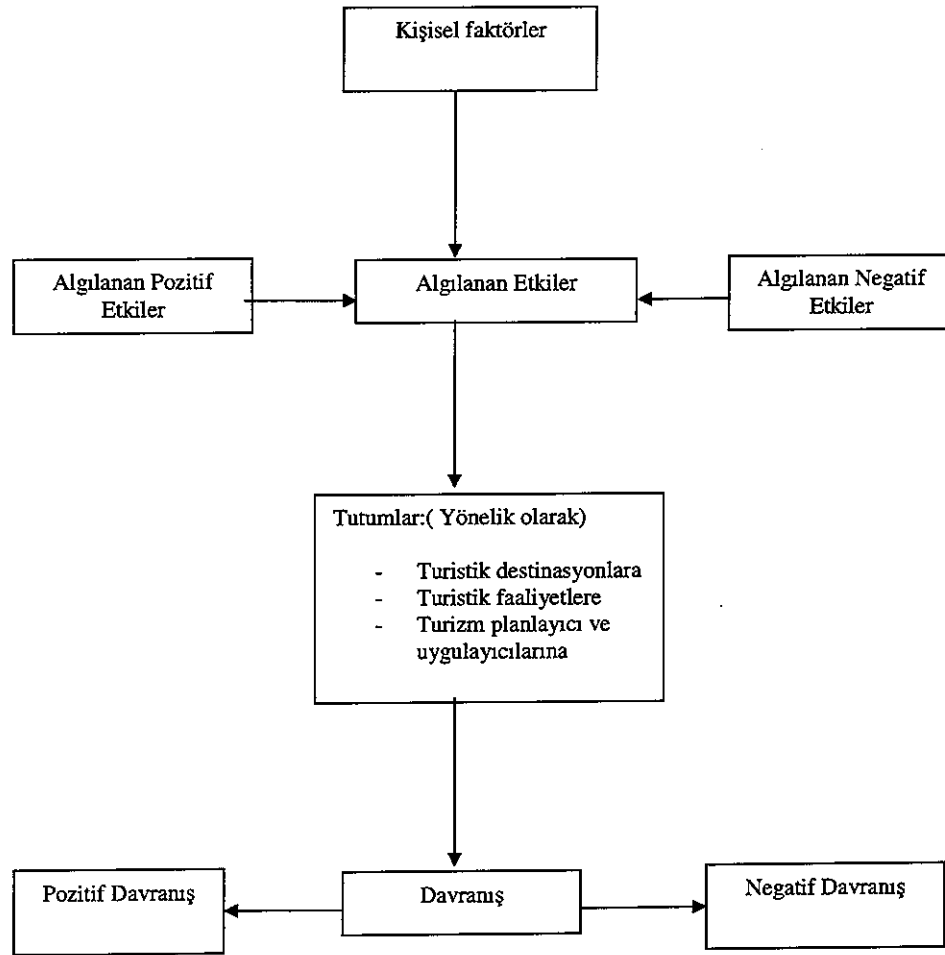 Kişisel faktörler
Algılanan Pozitif
Etkiler
Algılanan Etkiler
Algılanan Negatif
Etkiler
Tutumlar:( Yönelik olarak)
- Turistik destinasyonlara
- Turistik faaliyetlere
- Turizm planlayıcı ve
uygulayıcılarına
Pozitif Davranış
Davranış
Negatif Davranış